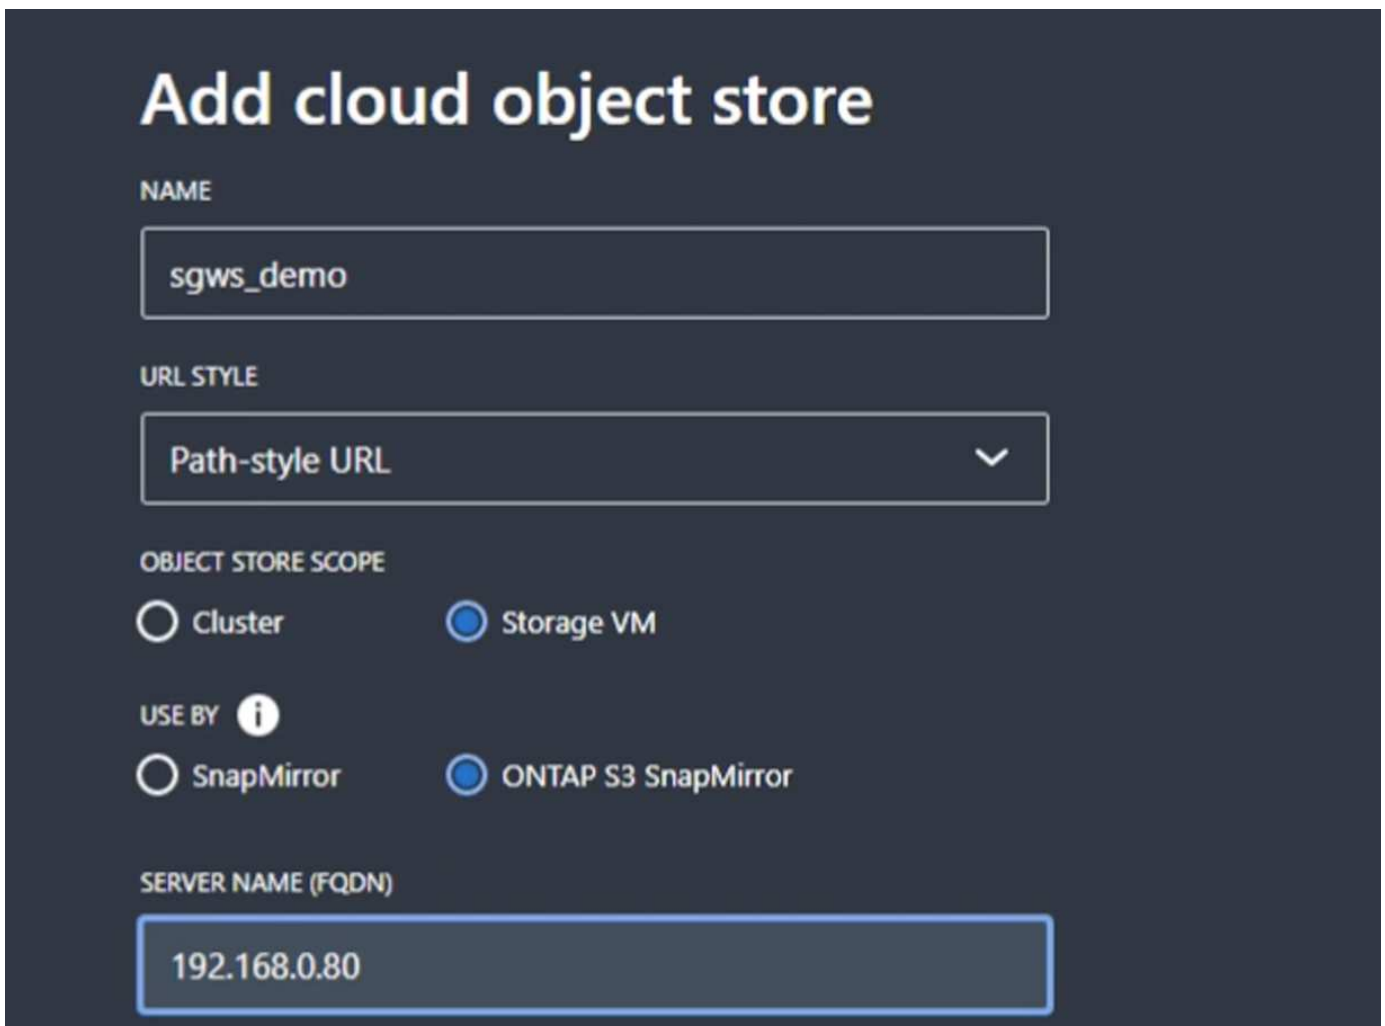 Add cloud object store
NAME
sgws_demo
URL STYLE
Path-style URL
OBJECT STORE SCOPE
Cluster Storage VM
USE BY i
SnapMirror ONTAP S3 SnapMirror
SERVER NAME (FQDN)
192.168.0.80